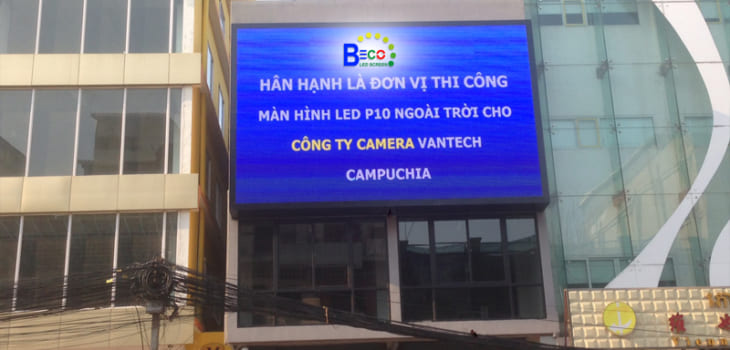 BECO
LED SCREEN
HÂN HẠNH LÀ ĐƠN VỊ THI CÔNG
MÀN HÌNH LED P10 NGOÀI TRỜI CHO
CÔNG TY CAMERA VANTECH
CAMPUCHIA